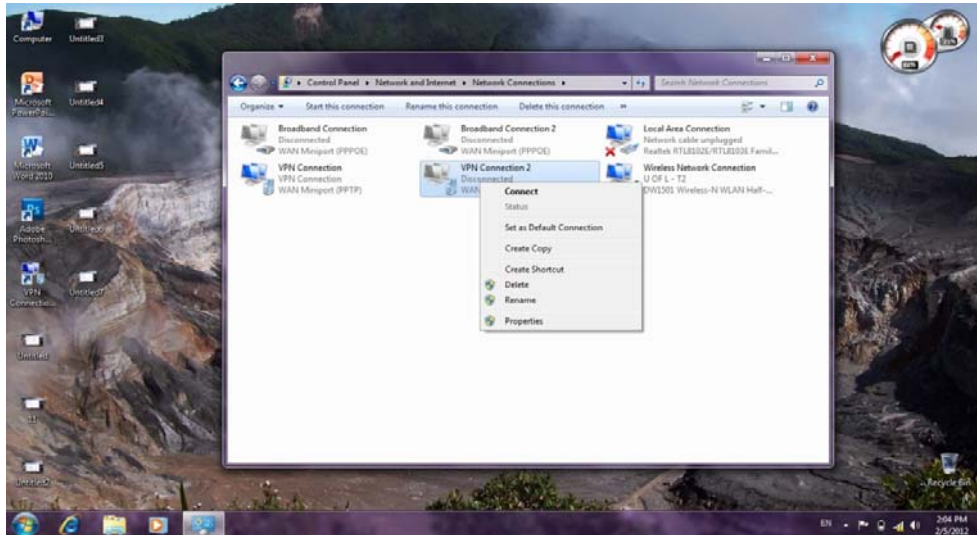 Computer
Untitled3
Microsoft
PowerPoi...
Untitled4
Microsoft
Word 2010
Untitled5
Adobe
Photosh...
Untitled6
VPN
Connectio...
Untitled7
Untitled
11
Untitled2
Control Panel ▸ Network and Internet ▸ Network Connections ▸
Search Network Connections
Organize
Start this connection
Rename this connection
Delete this connection
»
Broadband Connection
Disconnected
WAN Miniport (PPPOE)
Broadband Connection 2
Disconnected
WAN Miniport (PPPOE)
Local Area Connection
Network cable unplugged
Realtek RTL8102E/RTL8103E Famil...
VPN Connection
VPN Connection
WAN Miniport (PPTP)
VPN Connection 2
Disconnected
WAN
Wireless Network Connection
U OF L - T2
DW1501 Wireless-N WLAN Half-...
Connect
Status
Set as Default Connection
Create Copy
Create Shortcut
Delete
Rename
Properties
Recycle Bin
EN
2:04 PM
2/5/2012